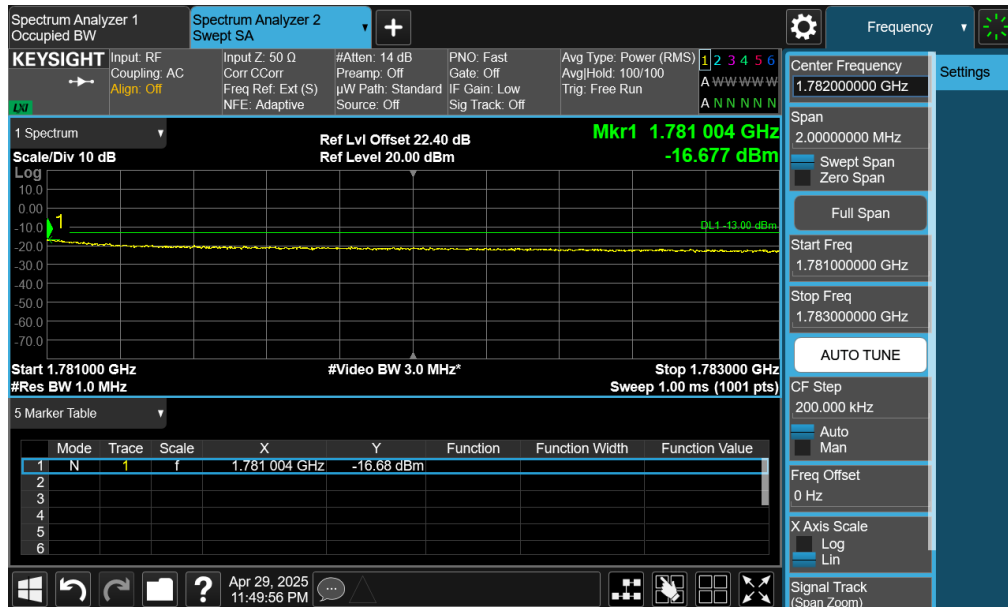 Spectrum Analyzer 1
Occupied BW
Spectrum Analyzer 2
Swept SA
▼
+
Frequency
▼
KEYSIGHT
LXI
Input: RF
Coupling: AC
Align: Off
Input Z: 50 Ω
Corr CCorr
Freq Ref: Ext (S)
NFE: Adaptive
#Atten: 14 dB
Preamp: Off
µW Path: Standard
Source: Off
PNO: Fast
Gate: Off
IF Gain: Low
Sig Track: Off
Avg Type: Power (RMS)
Avg|Hold: 100/100
Trig: Free Run
1 2 3 4 5 6
A W W W W W
A N N N N N
1 Spectrum ▼
Scale/Div 10 dB
Ref Lvl Offset 22.40 dB
Ref Level 20.00 dBm
Mkr1 1.781 004 GHz
-16.677 dBm
Log
10.0
0.00
-10.0
-20.0
-30.0
-40.0
-50.0
-60.0
-70.0
1
DL1 -13.00 dBm
Start 1.781000 GHz
#Res BW 1.0 MHz
#Video BW 3.0 MHz*
Stop 1.783000 GHz
Sweep 1.00 ms (1001 pts)
5 Marker Table ▼
Mode Trace Scale X Y Function Function Width Function Value
1 N 1 f 1.781 004 GHz -16.68 dBm
2
3
4
5
6
?
Apr 29, 2025
11:49:56 PM
Center Frequency
1.782000000 GHz
Span
2.00000000 MHz
Swept Span
Zero Span
Full Span
Start Freq
1.781000000 GHz
Stop Freq
1.783000000 GHz
AUTO TUNE
CF Step
200.000 kHz
Auto
Man
Freq Offset
0 Hz
X Axis Scale
Log
Lin
Signal Track
(Span Zoom)
Settings